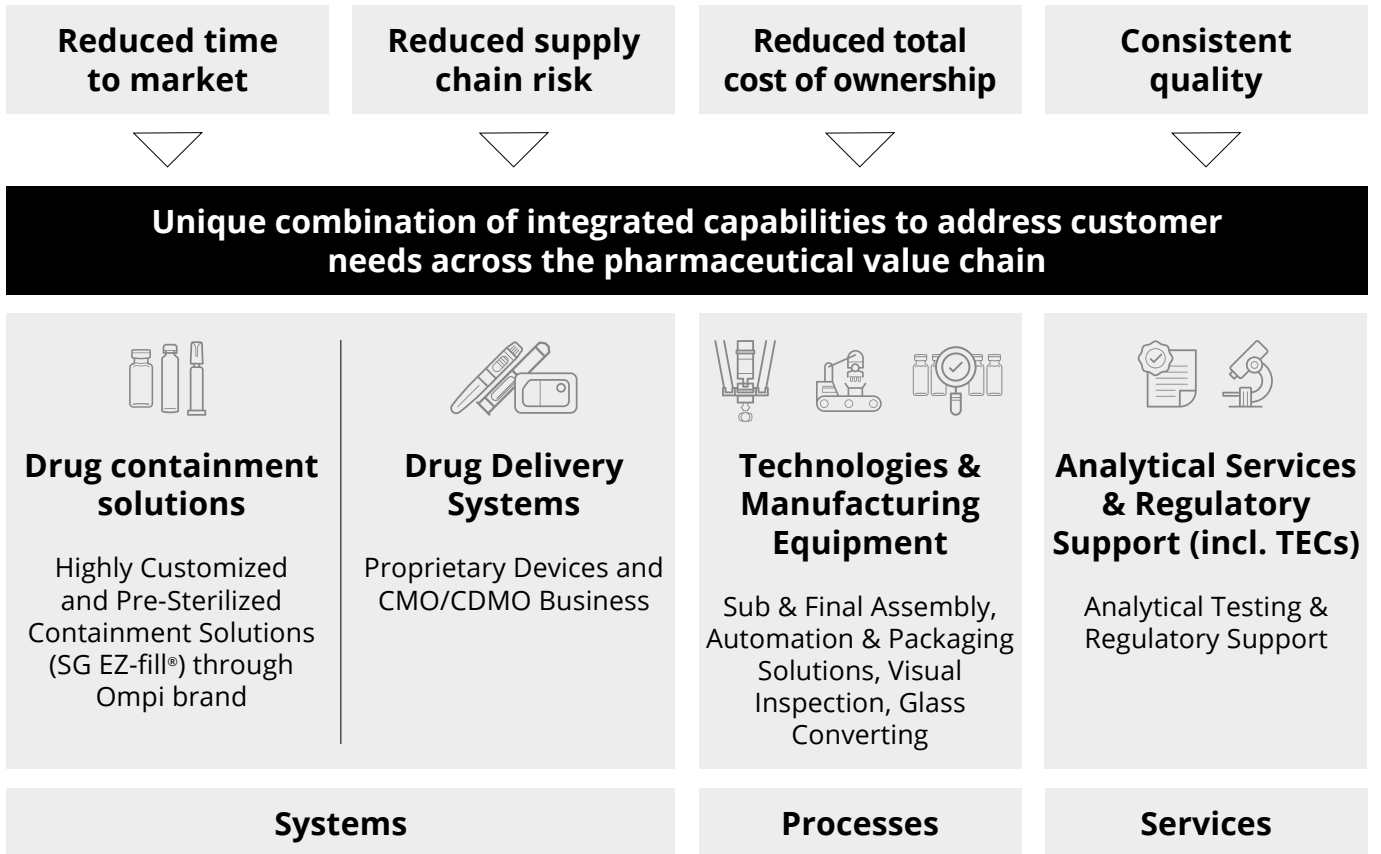 Reduced time
to market
Reduced supply
chain risk
Reduced total
cost of ownership
Consistent
quality
Unique combination of integrated capabilities to address customer
needs across the pharmaceutical value chain
Drug containment
solutions
Highly Customized
and Pre-Sterilized
Containment Solutions
(SG EZ-fill®) through
Ompi brand
Drug Delivery
Systems
Proprietary Devices and
CMO/CDMO Business
Technologies &
Manufacturing
Equipment
Sub & Final Assembly,
Automation & Packaging
Solutions, Visual
Inspection, Glass
Converting
Analytical Services
& Regulatory
Support (incl. TECs)
Analytical Testing &
Regulatory Support
Systems
Processes
Services